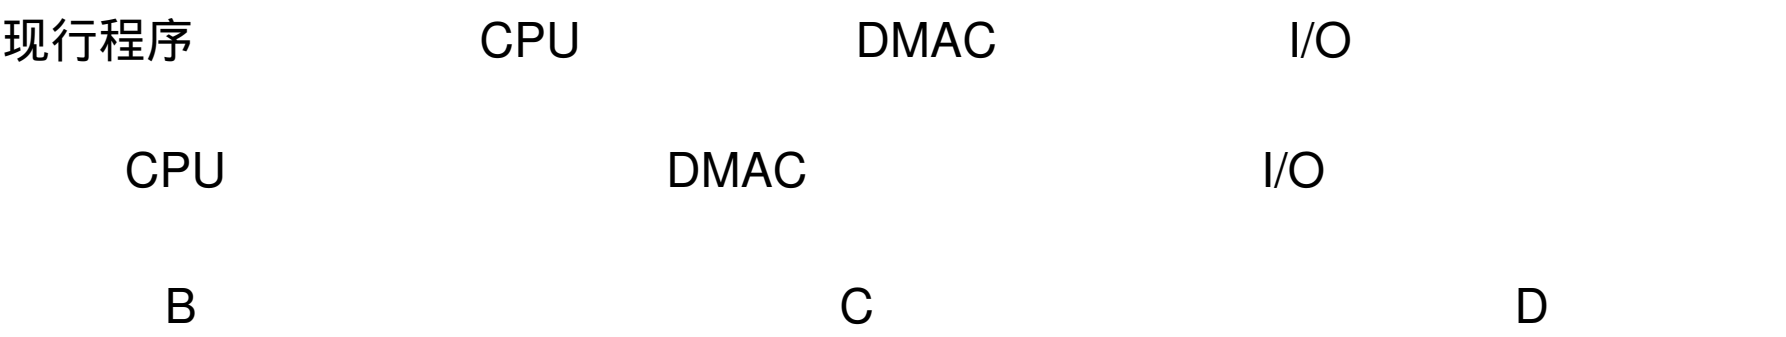 现行程序 CPU DMAC I/O
CPU DMAC I/O
B C D